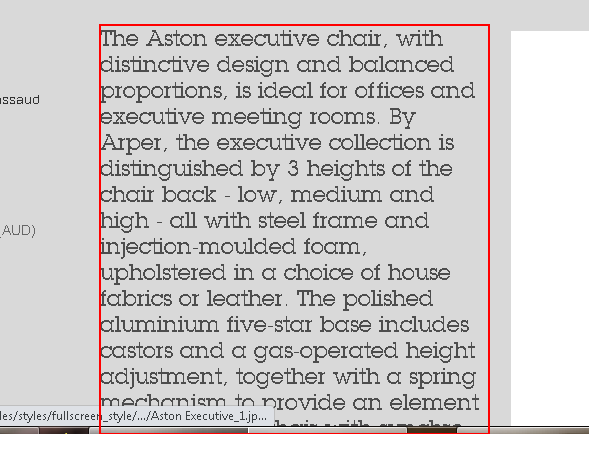 The Aston executive chair, with
distinctive design and balanced
proportions, is ideal for offices and
assaud
executive meeting rooms. By
Arper, the executive collection is
distinguished by 3 heights of the
chair back - low, medium and
high - all with steel frame and
(AUD)
injection-moulded foam,
upholstered in a choice of house
fabrics or leather. The polished
aluminium five-star base includes
castors and a gas-operated height
adjustment, together with a spring
mechanism to provide an element
les/styles/fullscreen_style/.../Aston Executive_1.jp...
hair with synchro